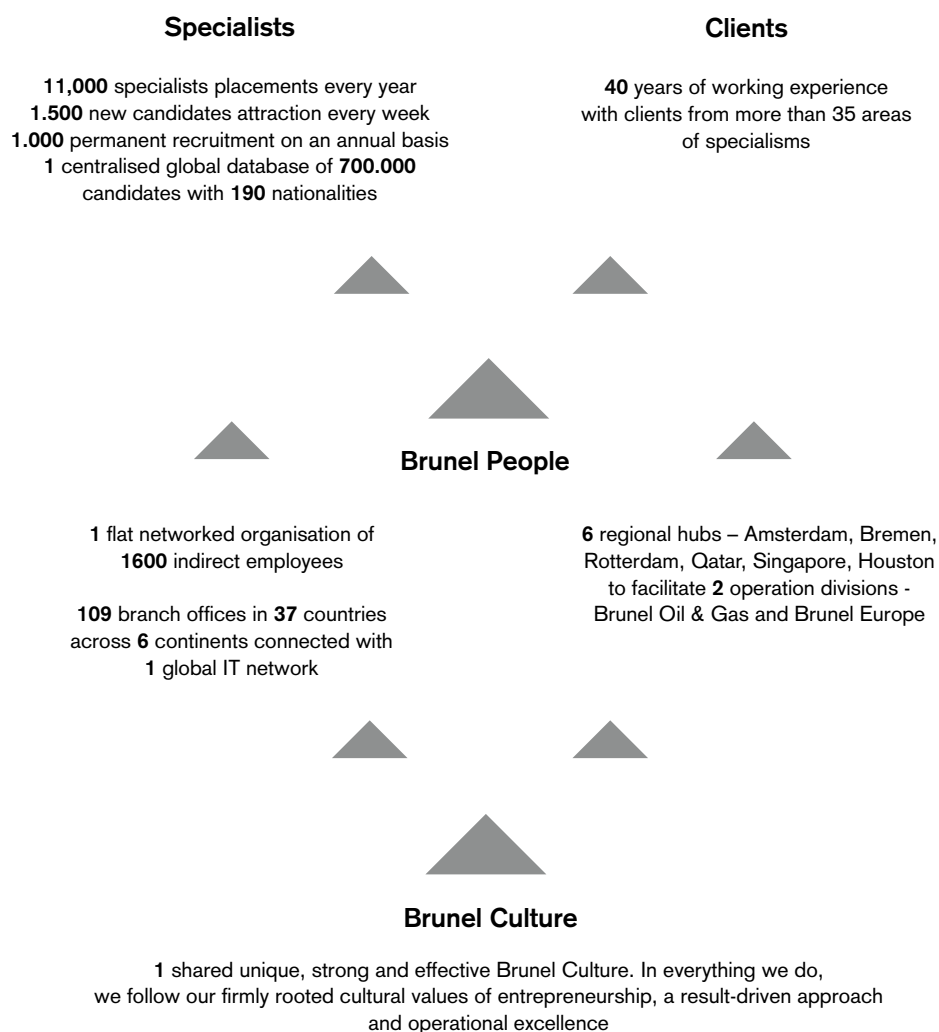 Specialists
11,000 specialists placements every year
1.500 new candidates attraction every week
1.000 permanent recruitment on an annual basis
1 centralised global database of 700.000
candidates with 190 nationalities
Clients
40 years of working experience
with clients from more than 35 areas
of specialisms
Brunel People
1 flat networked organisation of
1600 indirect employees
109 branch offices in 37 countries
across 6 continents connected with
1 global IT network
6 regional hubs – Amsterdam, Bremen,
Rotterdam, Qatar, Singapore, Houston
to facilitate 2 operation divisions -
Brunel Oil & Gas and Brunel Europe
Brunel Culture
1 shared unique, strong and effective Brunel Culture. In everything we do,
we follow our firmly rooted cultural values of entrepreneurship, a result-driven approach
and operational excellence